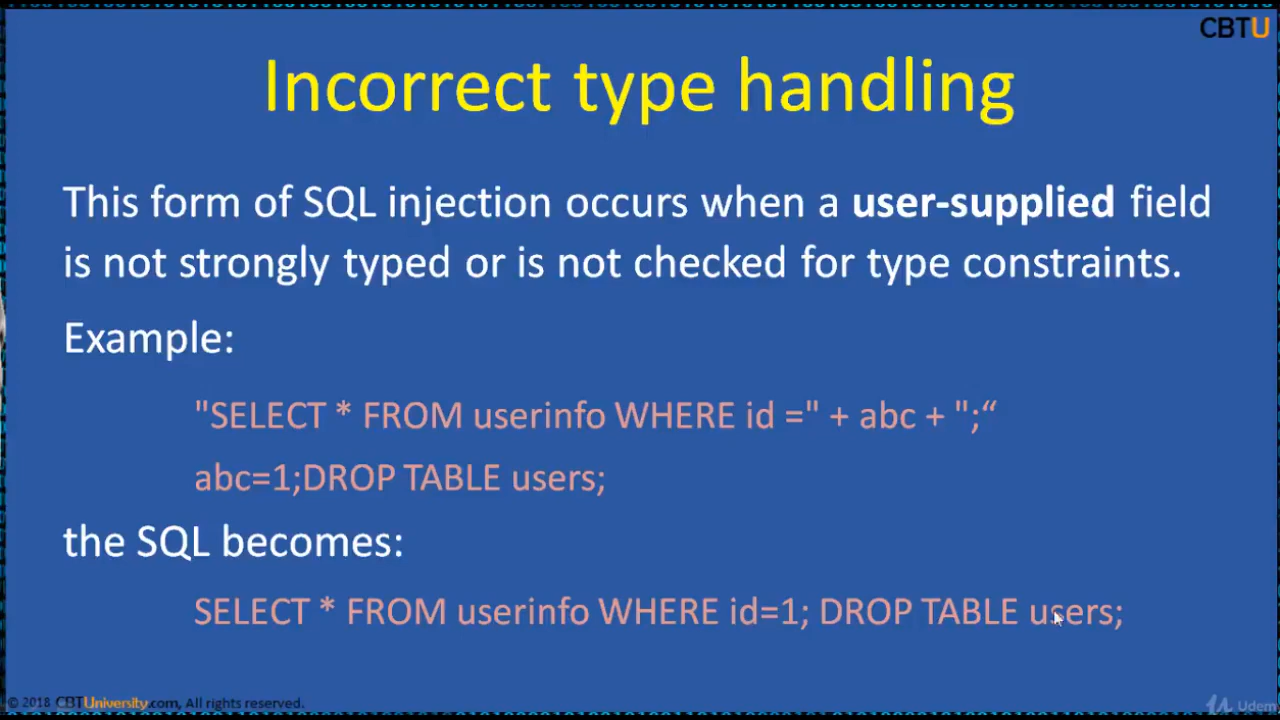 CBTU
Incorrect type handling
This form of SQL injection occurs when a user-supplied field
is not strongly typed or is not checked for type constraints.
Example:
"SELECT * FROM userinfo WHERE id =" + abc + ";“
abc=1;DROP TABLE users;
the SQL becomes:
SELECT * FROM userinfo WHERE id=1; DROP TABLE users;
© 2018 CBTUniversity.com, All rights reserved.